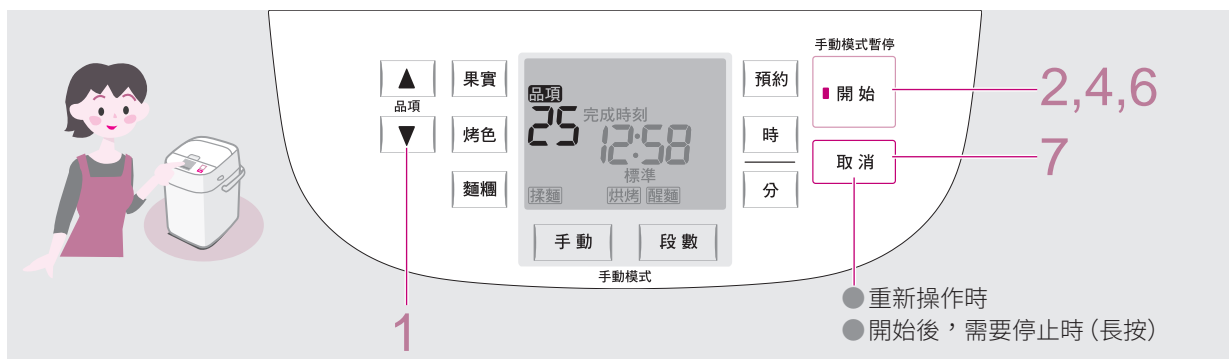 手動模式暫停
▲
果實
預約
開始
2,4,6
品項
品項
25
完成時刻
12:58
▼
烤色
時
取消
7
標準
麵糰
揉麵
烘烤
醒麵
分
手動
段數
手動模式
1
●重新操作時
●開始後，需要停止時（長按）